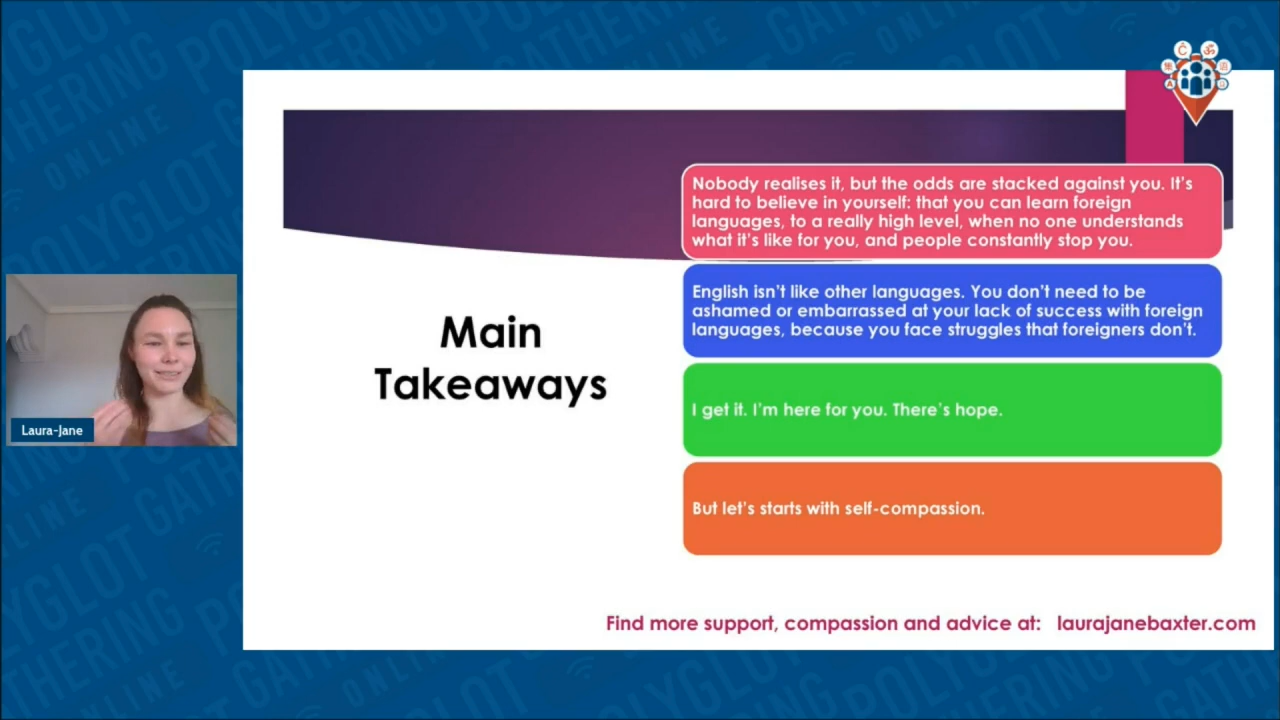 POLYGLOT
GATHERING
ONLINE
Nobody realises it, but the odds are stacked against you. It's
hard to believe in yourself: that you can learn foreign
languages, to a really high level, when no one understands
what it's like for you, and people constantly stop you.
English isn't like other languages. You don't need to be
ashamed or embarrassed at your lack of success with foreign
languages, because you face struggles that foreigners don't.
Main
Takeaways
I get it. I'm here for you. There's hope.
Laura-Jane
But let's starts with self-compassion.
Find more support, compassion and advice at: laurajanebaxter.com